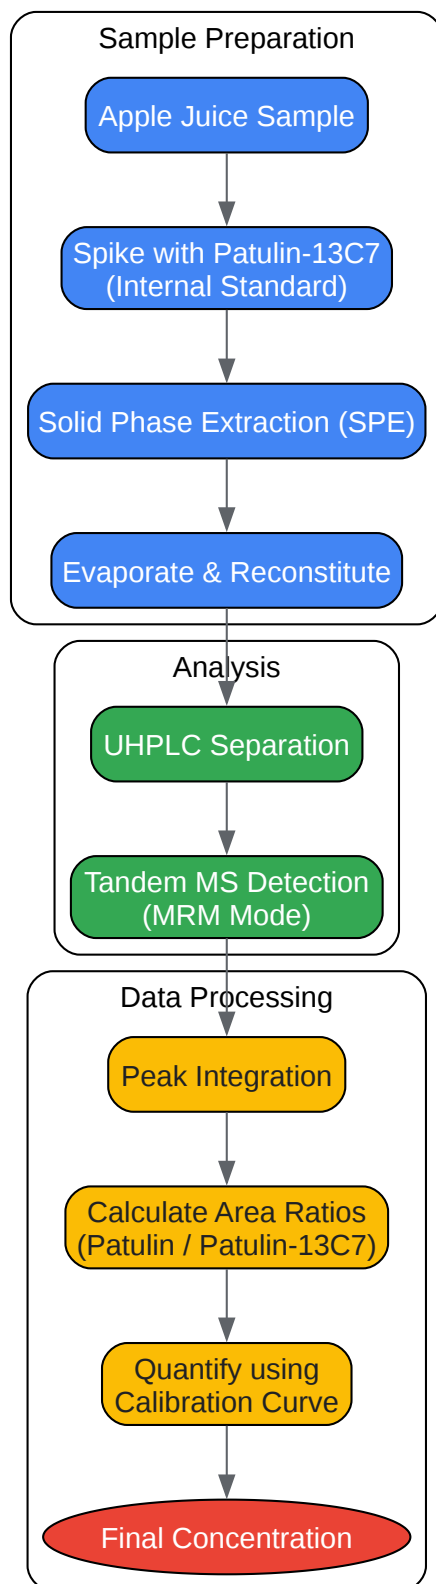 Sample Preparation
Apple Juice Sample
Spike with Patulin-13C7
(Internal Standard)
Solid Phase Extraction (SPE)
Evaporate & Reconstitute
Analysis
UHPLC Separation
Tandem MS Detection
(MRM Mode)
Data Processing
Peak Integration
Calculate Area Ratios
(Patulin / Patulin-13C7)
Quantify using
Calibration Curve
Final Concentration